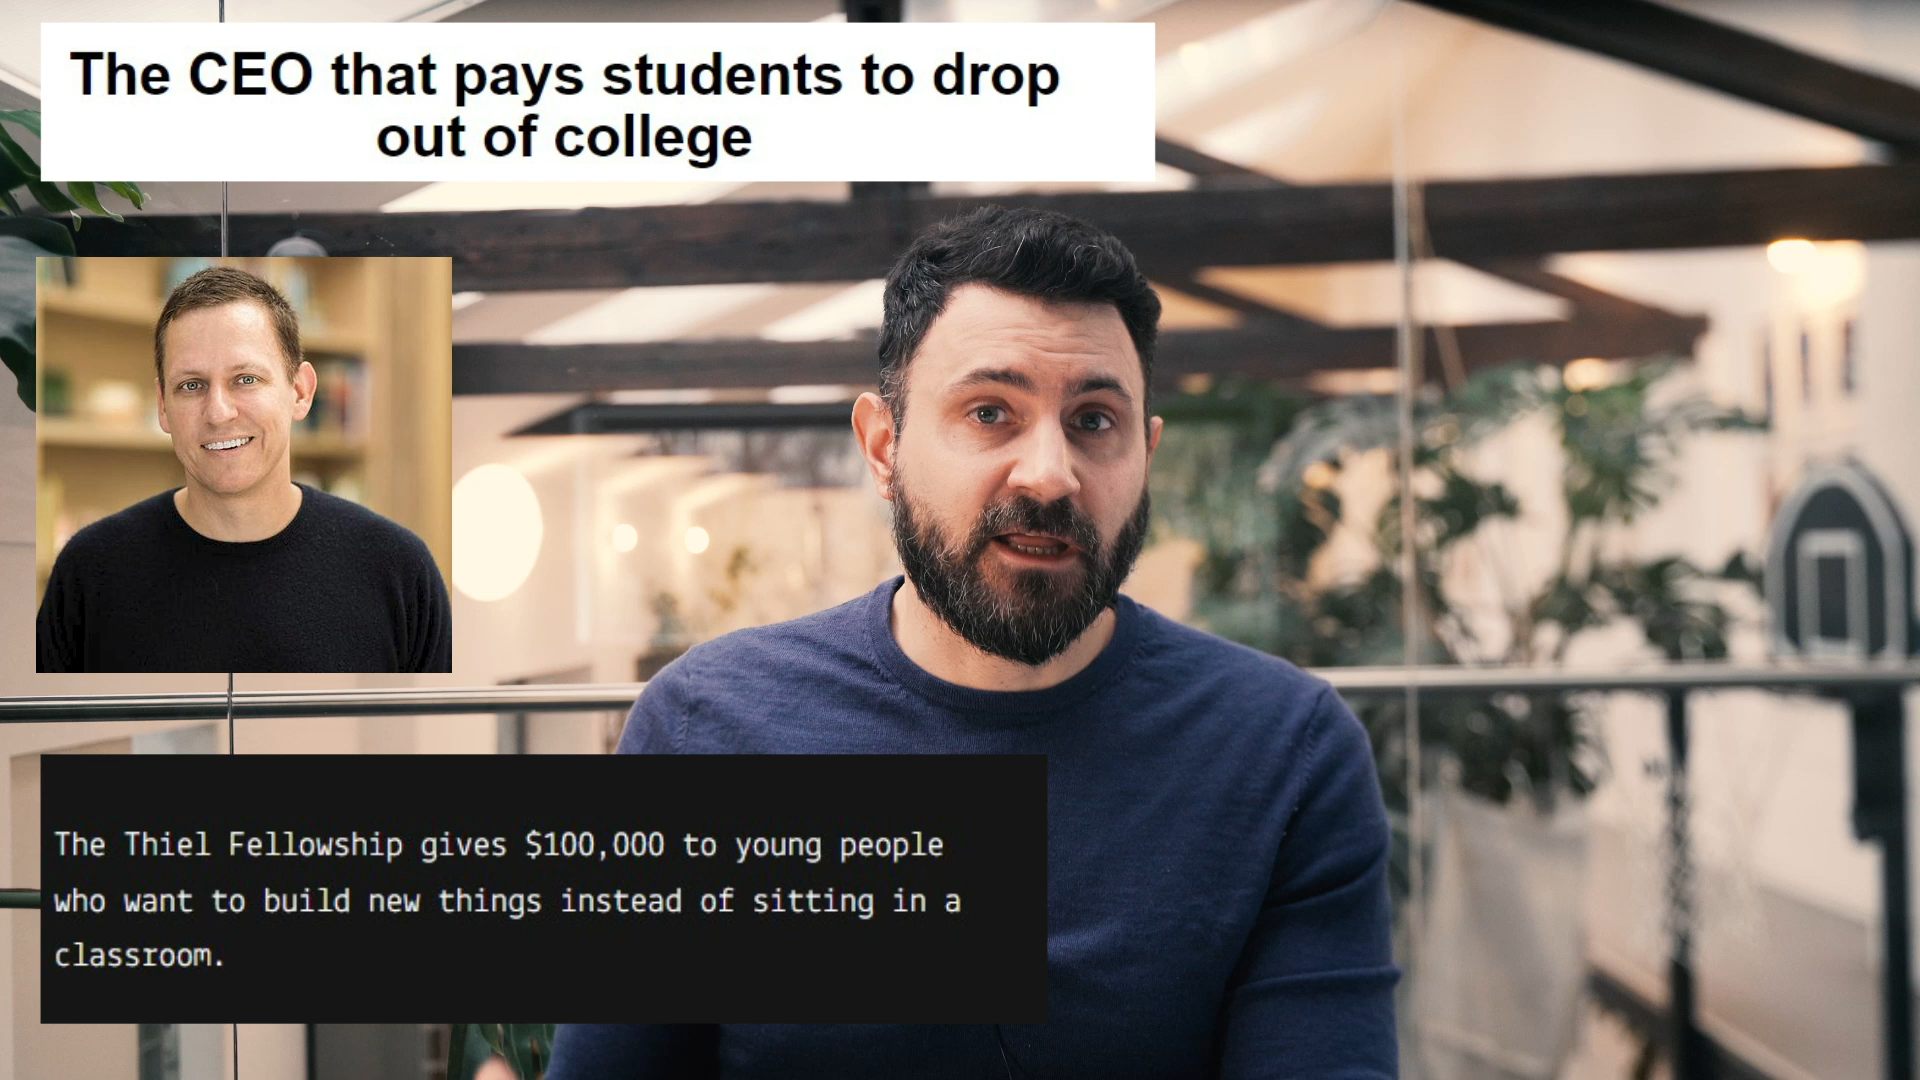 The CEO that pays students to drop
out of college
The Thiel Fellowship gives $100,000 to young people
who want to build new things instead of sitting in a
classroom.